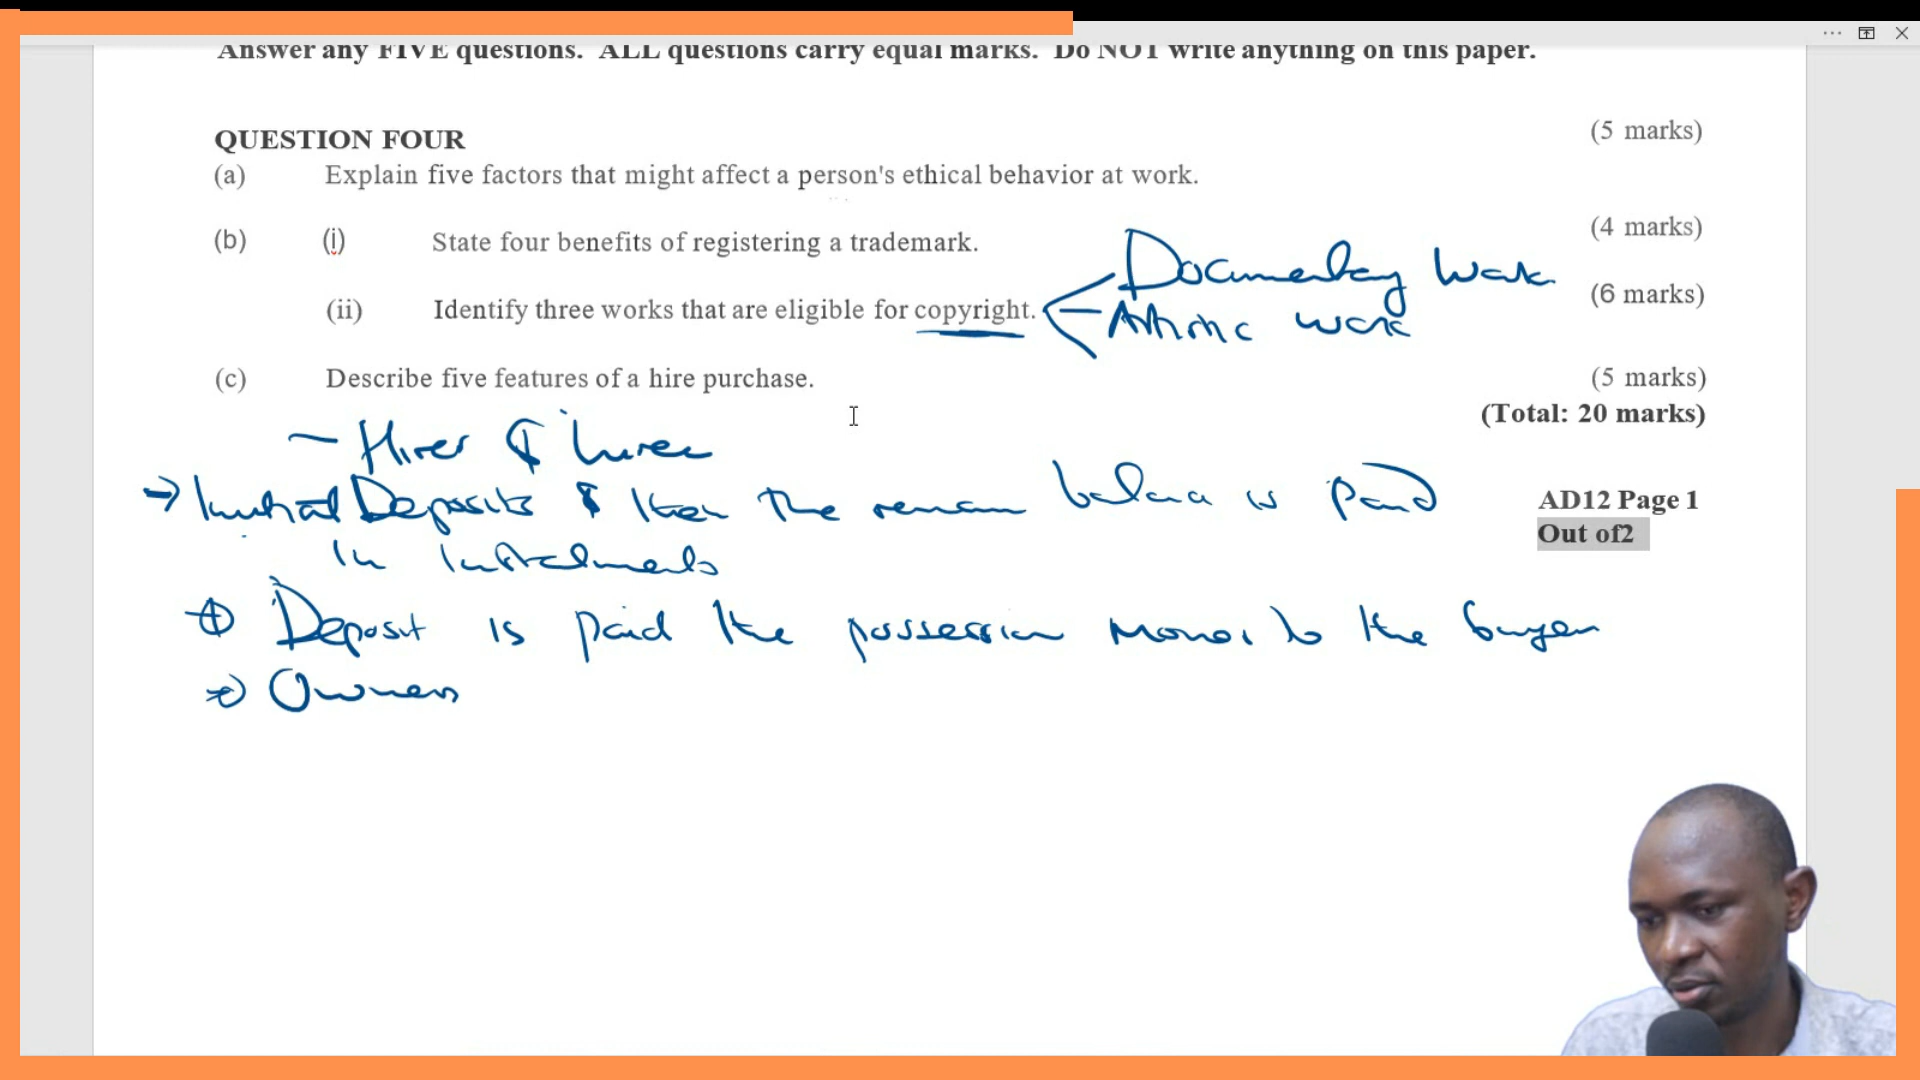 Answer any FIVE questions. ALL questions carry equal marks. Do NOT write anything on this paper.
QUESTION FOUR (5 marks)
(a) Explain five factors that might affect a person's ethical behavior at work.
(b) (i) State four benefits of registering a trademark. (4 marks)
Documentary Work
(ii) Identify three works that are eligible for copyright. (6 marks)
Artistic work
(c) Describe five features of a hire purchase. (5 marks)
(Total: 20 marks)
- Hirer & hiree
→ Initial Deposits & then the remain balance is paid
in instalments
Deposit is paid the possession moves to the buyer
Owners
AD12 Page 1
Out of2